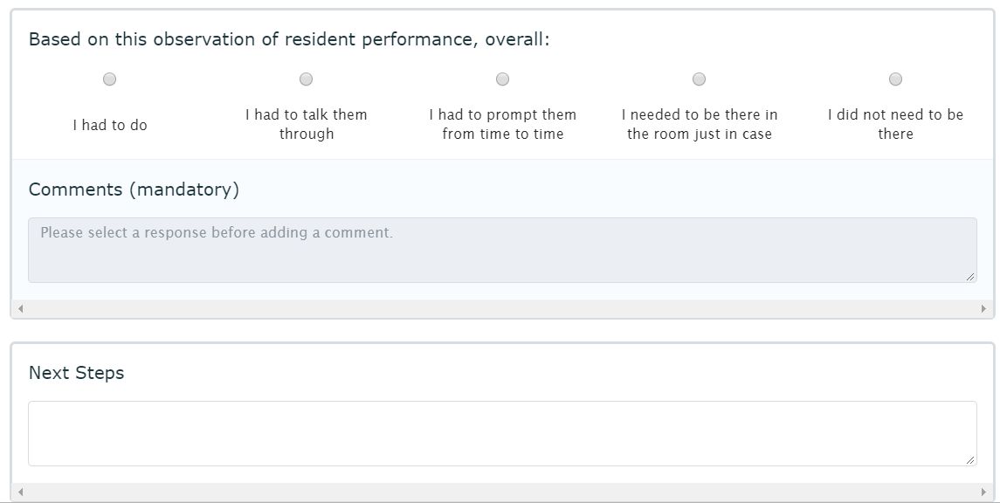 Based on this observation of resident performance, overall:
I had to do
I had to talk them
through
I had to prompt them
from time to time
I needed to be there in
the room just in case
I did not need to be
there
Comments (mandatory)
Please select a response before adding a comment.
Next Steps